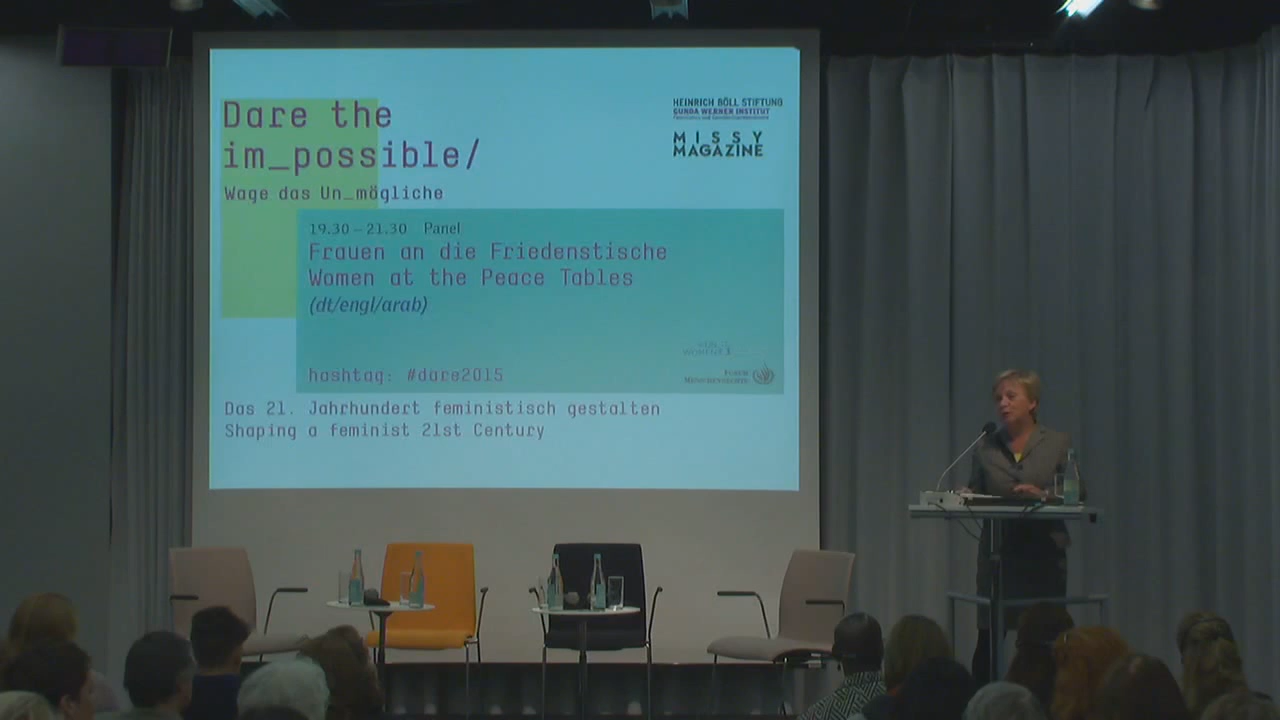 Dare the
im_possible/
Wage das Un_mögliche
HEINRICH BÖLL STIFTUNG
GUNDA WERNER INSTITUT
MISSY
MAGAZINE
19.30 – 21.30 Panel
Frauen an die Friedenstische
Women at the Peace Tables
(dt/engl/arab)
FORUM
MENSCHENRECHTE
hashtag: #dare2015
Das 21. Jahrhundert feministisch gestalten
Shaping a feminist 21st Century